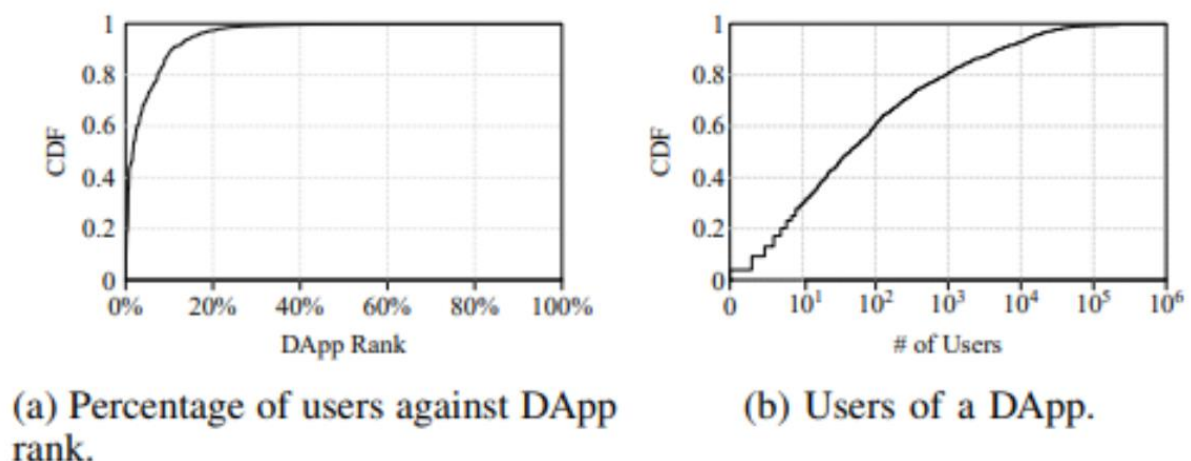 1
0.8
0.6
0.4
0.2
0
CDF
0% 20% 40% 60% 80% 100%
DApp Rank
(a) Percentage of users against DApp
rank.
1
0.8
0.6
0.4
0.2
0
CDF
0 10¹ 10² 10³ 10⁴ 10⁵ 10⁶
# of Users
(b) Users of a DApp.